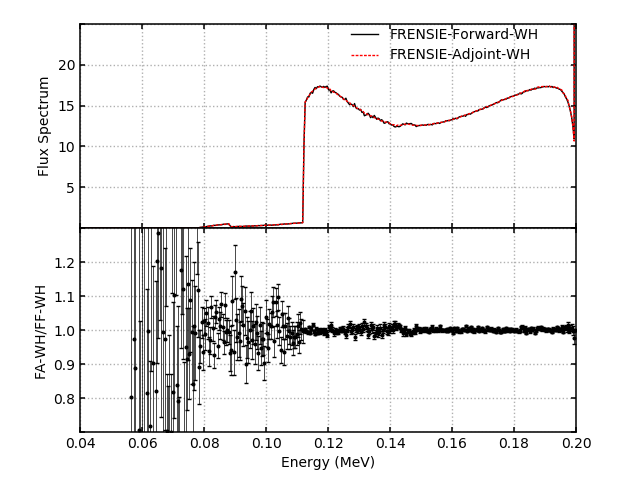 FRENSIE-Forward-WH
FRENSIE-Adjoint-WH
Flux Spectrum
20
15
10
5
FA-WH/FF-WH
1.2
1.1
1.0
0.9
0.8
0.04 0.06 0.08 0.10 0.12 0.14 0.16 0.18 0.20
Energy (MeV)